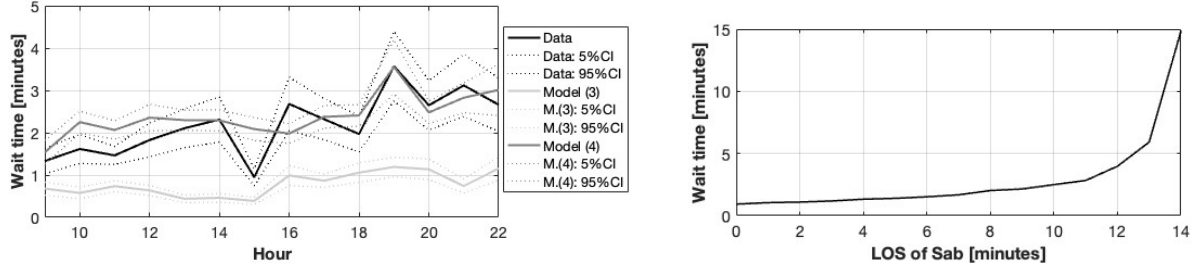 Wait time [minutes]
5
4
3
2
1
0
10
12
14
16
18
20
22
Hour
Data
Data: 5%CI
Data: 95%CI
Model (3)
M.(3): 5%CI
M.(3): 95%CI
Model (4)
M.(4): 5%CI
M.(4): 95%CI
Wait time [minutes]
15
10
5
0
0
2
4
6
8
10
12
14
LOS of Sab [minutes]